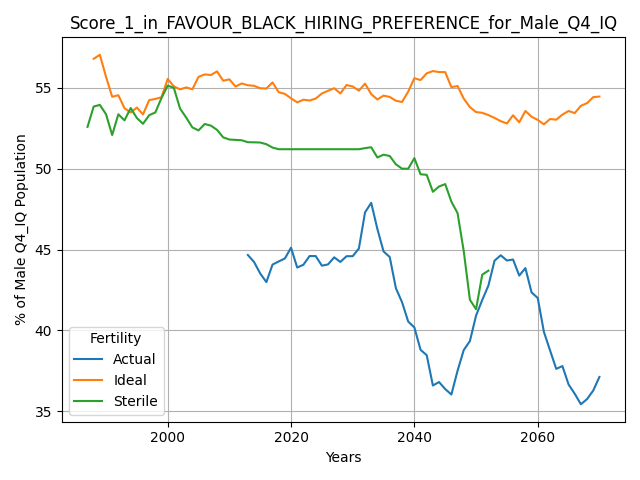 Score_1_in_FAVOUR_BLACK_HIRING_PREFERENCE_for_Male_Q4_IQ
% of Male Q4_IQ Population
55
50
45
40
35
Fertility
Actual
Ideal
Sterile
2000
2020
2040
2060
Years